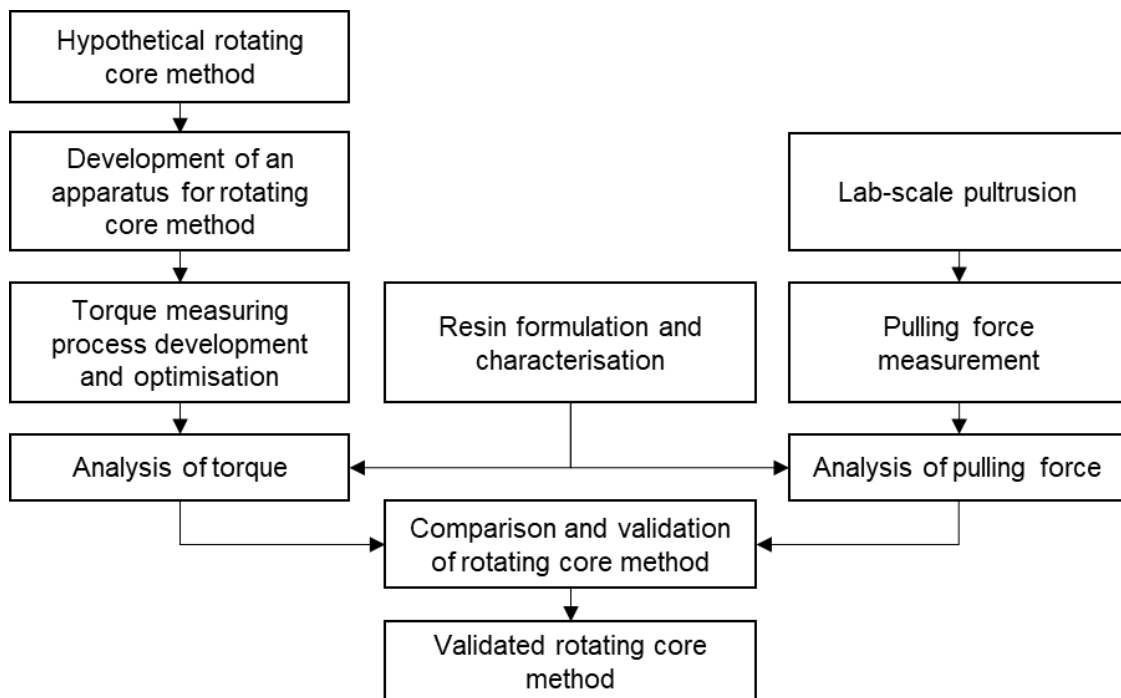 Hypothetical rotating
core method
Development of an
apparatus for rotating
core method
Lab-scale pultrusion
Torque measuring
process development
and optimisation
Resin formulation and
characterisation
Pulling force
measurement
Analysis of torque
Analysis of pulling force
Comparison and validation
of rotating core method
Validated rotating core
method